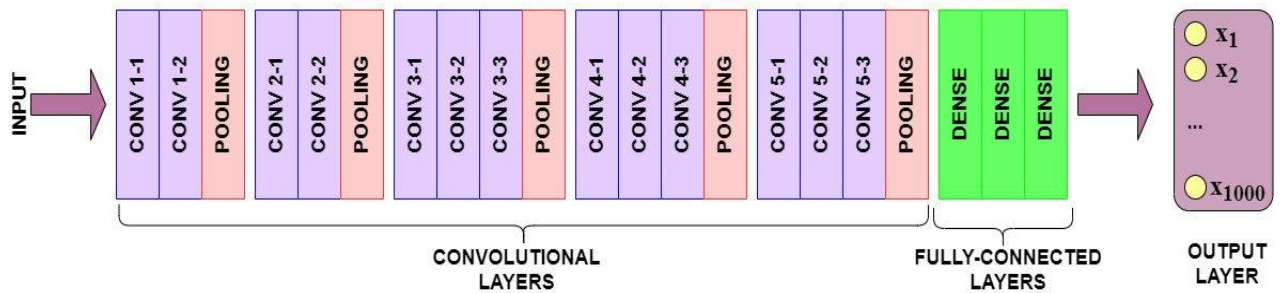 INPUT
CONV 1-1
CONV 1-2
POOLING
CONV 2-1
CONV 2-2
POOLING
CONV 3-1
CONV 3-2
CONV 3-3
POOLING
CONV 4-1
CONV 4-2
CONV 4-3
POOLING
CONV 5-1
CONV 5-2
CONV 5-3
POOLING
DENSE
DENSE
DENSE
x1
x2
...
x1000
CONVOLUTIONAL
LAYERS
FULLY-CONNECTED
LAYERS
OUTPUT
LAYER